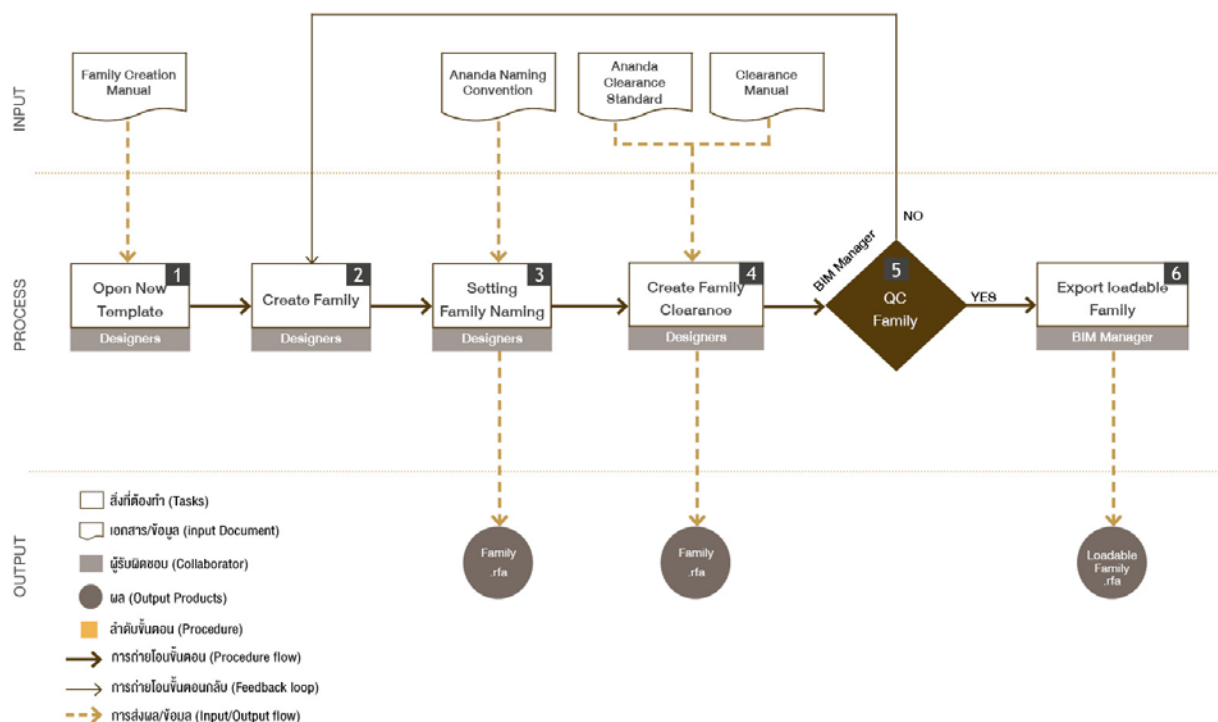 INPUT
Family Creation
Manual
Ananda Naming
Convention
Ananda
Clearance
Standard
Clearance
Manual
PROCESS
1
Open New
Template
Designers
2
Create Family
Designers
3
Setting
Family Naming
Designers
4
Create Family
Clearance
Designers
BIM Manager
5
QC
Family
NO
YES
6
Export loadable
Family
BIM Manager
OUTPUT
Family
.rfa
Family
.rfa
Loadable
Family
.rfa
สิ่งที่ต้องทำ (Tasks)
เอกสาร/ข้อมูล (input Document)
ผู้รับผิดชอบ (Collaborator)
ผล (Output Products)
ลำดับขั้นตอน (Procedure)
การถ่ายโอนขั้นตอน (Procedure flow)
การถ่ายโอนขั้นตอนกลับ (Feedback loop)
การส่งผล/ข้อมูล (Input/Output flow)